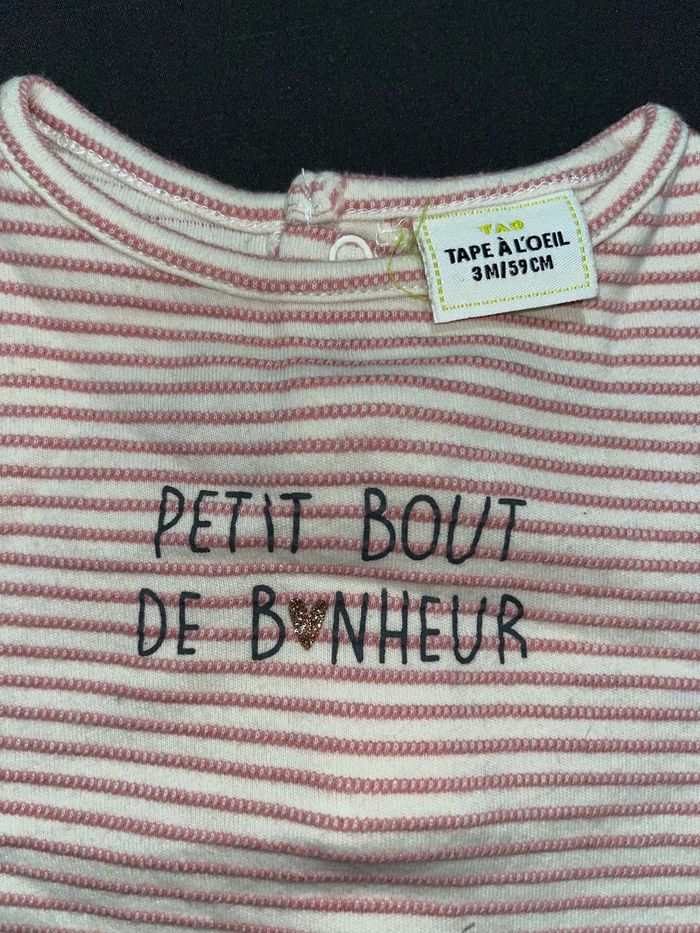 TAO
TAPE À L'OEIL
3M/59CM
PETIT BOUT
DE B♥NHEUR